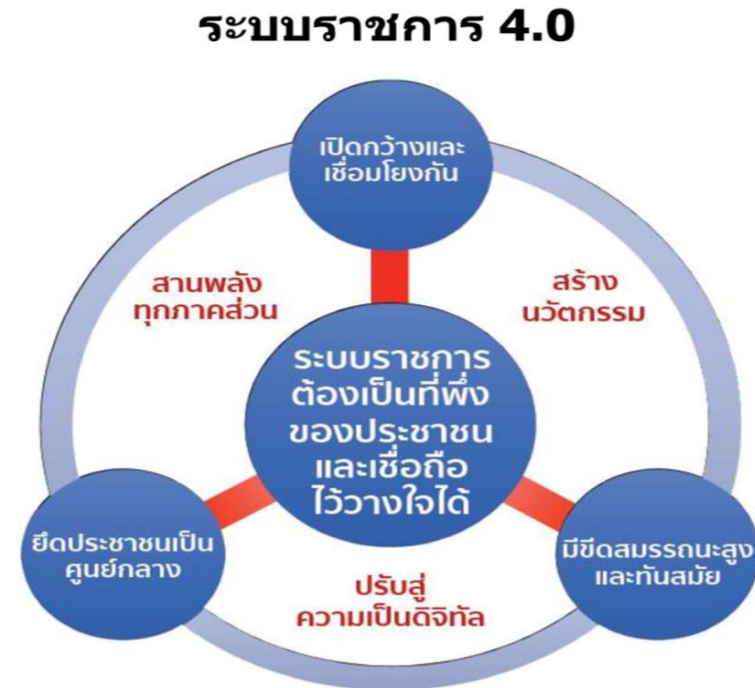 ระบบราชการ 4.0
เปิดกว้างและ
เชื่อมโยงกัน
สานพลัง
ทุกภาคส่วน
สร้าง
นวัตกรรม
ระบบราชการ
ต้องเป็นที่พึ่ง
ของประชาชน
และเชื่อถือ
ไว้วางใจได้
ยึดประชาชนเป็น
ศูนย์กลาง
มีขีดสมรรถนะสูง
และทันสมัย
ปรับสู่
ความเป็นดิจิทัล